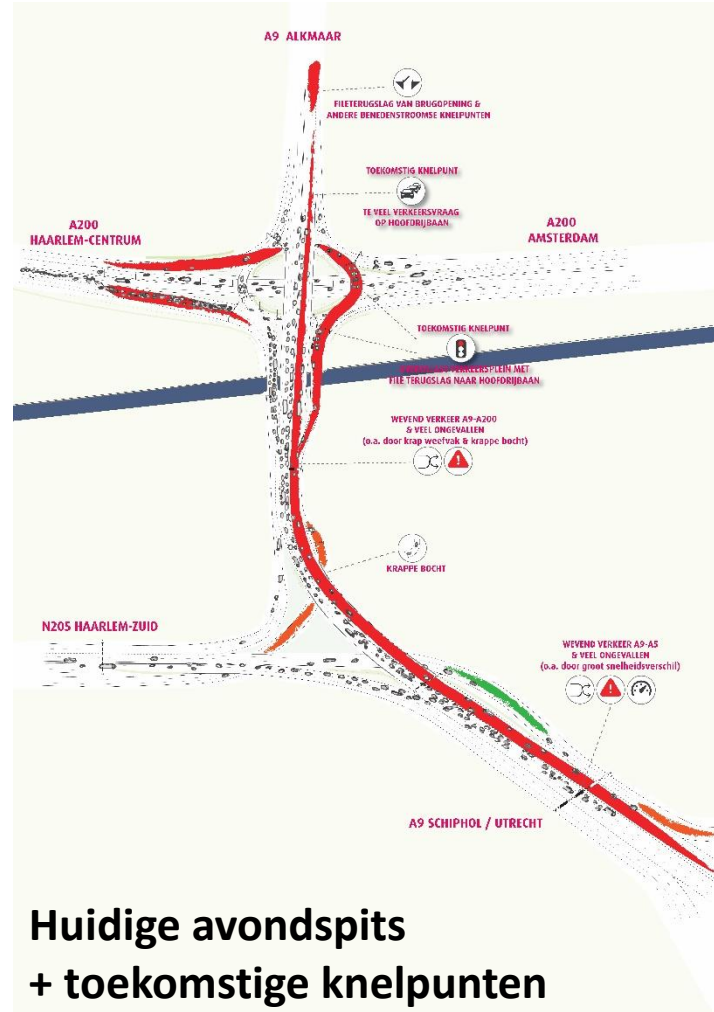 A9 ALKMAAR
FILETERUGSLAG VAN BRUGOPENING &
ANDERE BENEDENSTROOMSE KNELPUNTEN
TOEKOMSTIG KNELPUNT
TE VEEL VERKEERSVRAAG
OP HOOFDRIJBAAN
A200
HAARLEM-CENTRUM
A200
AMSTERDAM
TOEKOMSTIG KNELPUNT
VERKEERSPLEIN MET
FILE TERUGSLAG NAAR HOOFDRIJBAAN
WEVEND VERKEER A9-A200
& VEEL ONGEVALLEN
(o.a. door krap weefvak & krappe bocht)
KRAPPE BOCHT
N205 HAARLEM-ZUID
WEVEND VERKEER A9-A5
& VEEL ONGEVALLEN
(o.a. door groot snelheidsverschil)
A9 SCHIPHOL / UTRECHT
Huidige avondspits
+ toekomstige knelpunten